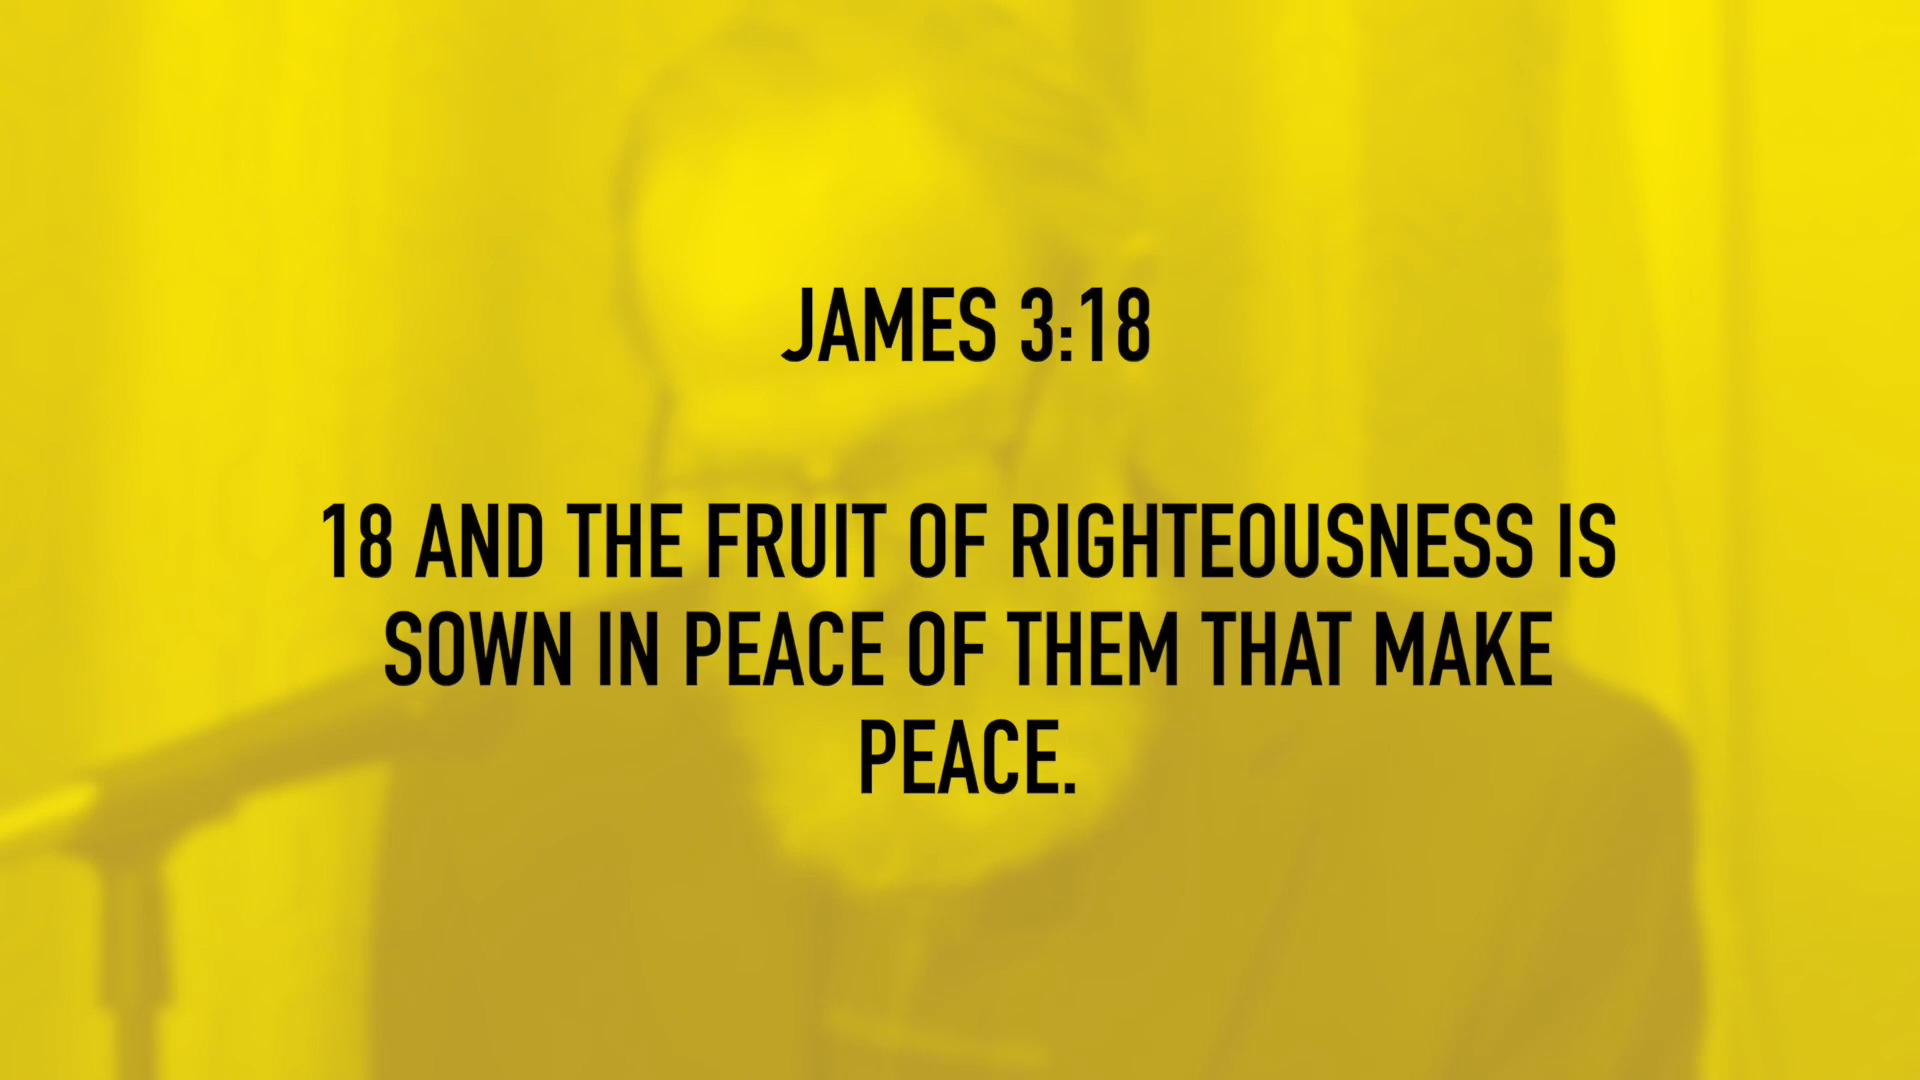 JAMES 3:18
18 AND THE FRUIT OF RIGHTEOUSNESS IS
SOWN IN PEACE OF THEM THAT MAKE
PEACE.